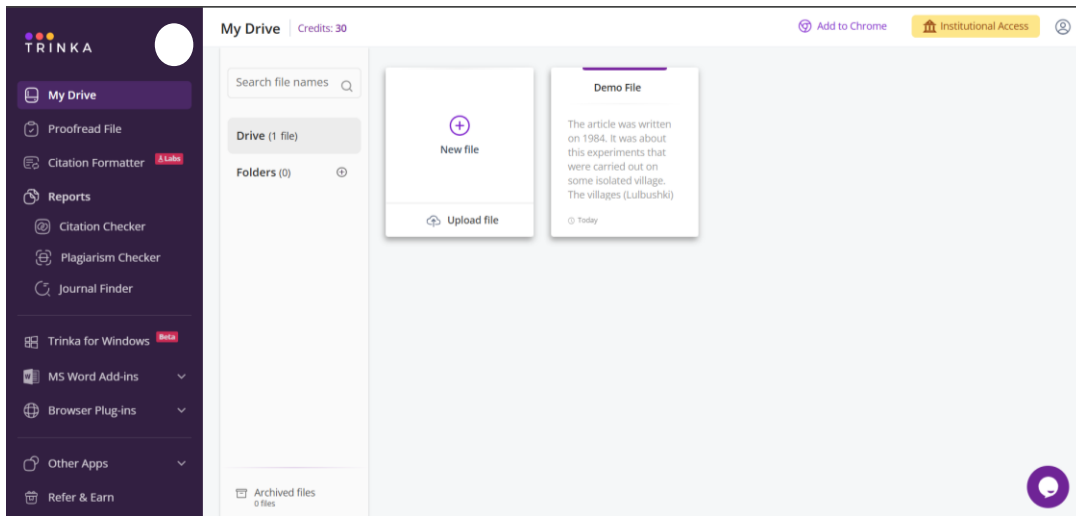 TRINKA
My Drive
Proofread File
Citation Formatter
Labs
Reports
Citation Checker
Plagiarism Checker
Journal Finder
Trinka for Windows
Beta
MS Word Add-ins
Browser Plug-ins
Other Apps
Refer & Earn
My Drive
Credits: 30
Add to Chrome
Institutional Access
Search file names
Drive (1 file)
Folders (0)
Archived files
0 files
New file
Upload file
Demo File
The article was written
on 1984. It was about
this experiments that
were carried out on
some isolated village.
The villages (Lulbushki)
Today